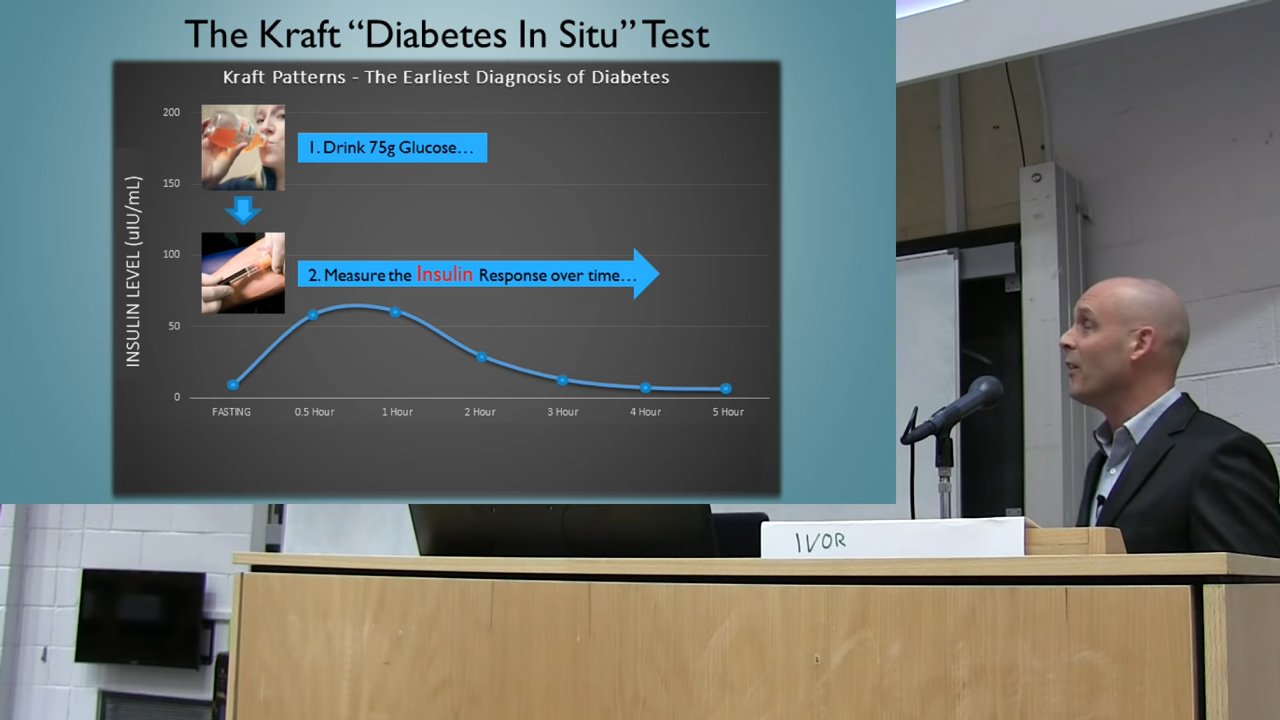 The Kraft “Diabetes In Situ” Test
Kraft Patterns - The Earliest Diagnosis of Diabetes
INSULIN LEVEL (uIU/mL)
200
150
100
50
0
1. Drink 75g Glucose...
2. Measure the Insulin Response over time...
FASTING
0.5 Hour
1 Hour
2 Hour
3 Hour
4 Hour
5 Hour
IVOR